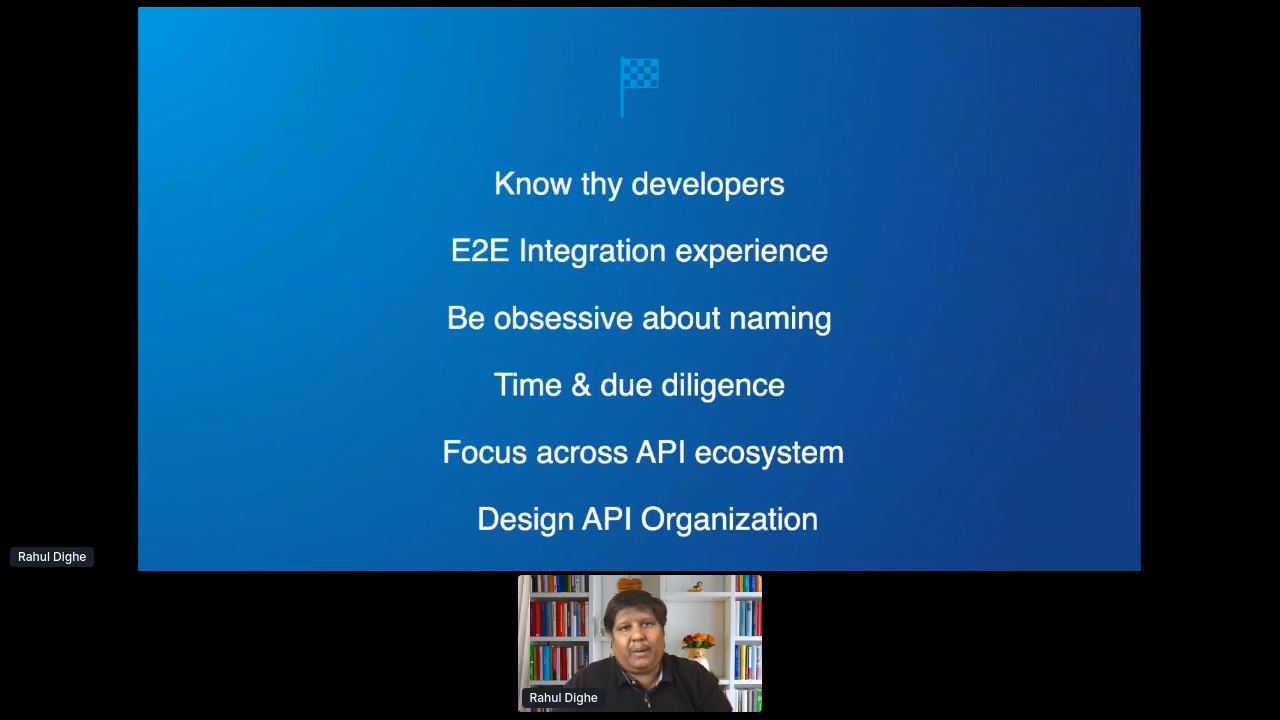 Know thy developers
E2E Integration experience
Be obsessive about naming
Time & due diligence
Focus across API ecosystem
Design API Organization
Rahul Dighe
Rahul Dighe